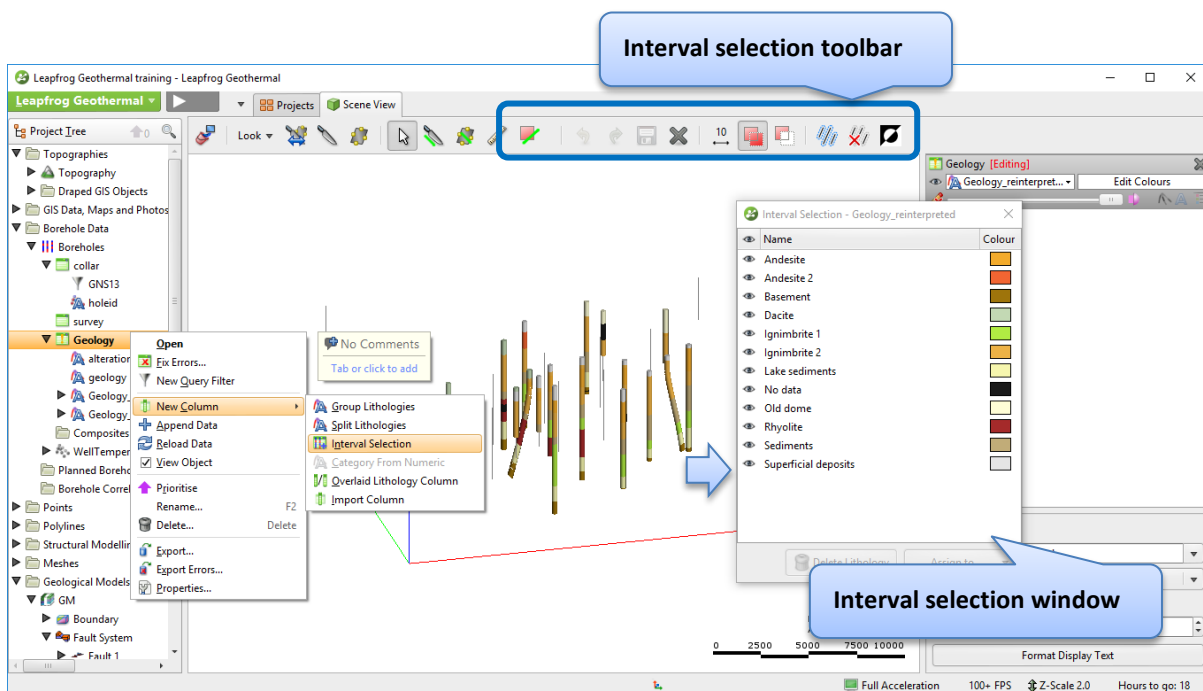 Interval selection toolbar
Leapfrog Geothermal training - Leapfrog Geothermal
Leapfrog Geothermal
Projects
Scene View
Project Tree
0
Look
10
Topographies
Topography
Draped GIS Objects
GIS Data, Maps and Photos
Borehole Data
Boreholes
collar
GNS13
holeid
survey
Geology
alteration
geology
Geology_
Geology_
Composites
WellTemper
Planned Boreho
Borehole Correl
Points
Polylines
Structural Modellin
Meshes
Geological Models
GM
Boundary
Fault System
Fault 1
Open
Fix Errors...
New Query Filter
New Column
Append Data
Reload Data
View Object
Prioritise
Rename... F2
Delete... Delete
Export...
Export Errors...
Properties...
Group Lithologies
Split Lithologies
Interval Selection
Category From Numeric
Overlaid Lithology Column
Import Column
No Comments
Tab or click to add
Geology [Editing]
Geology_reinterpret...
Edit Colours
Interval Selection - Geology_reinterpreted
Name Colour
Andesite
Andesite 2
Basement
Dacite
Ignimbrite 1
Ignimbrite 2
Lake sediments
No data
Old dome
Rhyolite
Sediments
Superficial deposits
Delete Lithology
Assign to
Interval selection window
0 2500 5000 7500 10000
Format Display Text
Full Acceleration 100+ FPS Z-Scale 2.0 Hours to go: 18